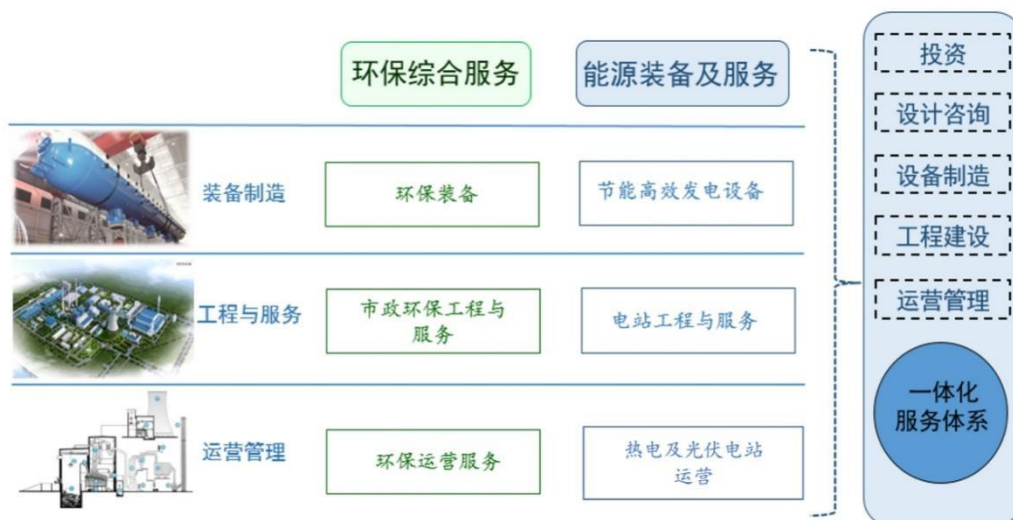 环保综合服务
能源装备及服务
装备制造
环保装备
节能高效发电设备
工程与服务
市政环保工程与
服务
电站工程与服务
运营管理
环保运营服务
热电及光伏电站
运营
投资
设计咨询
设备制造
工程建设
运营管理
一体化
服务体系